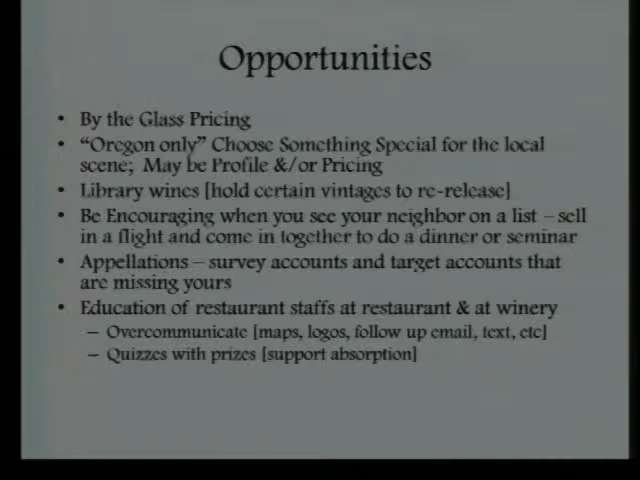 Opportunities
• By the Glass Pricing
• “Oregon only” Choose Something Special for the local
scene; May be Profile &/or Pricing
• Library wines [hold certain vintages to re-release]
• Be Encouraging when you see your neighbor on a list – sell
in a flight and come in together to do a dinner or seminar
• Appellations – survey accounts and target accounts that
are missing yours
• Education of restaurant staffs at restaurant & at winery
– Overcommunicate [maps, logos, follow up email, text, etc]
– Quizzes with prizes [support absorption]